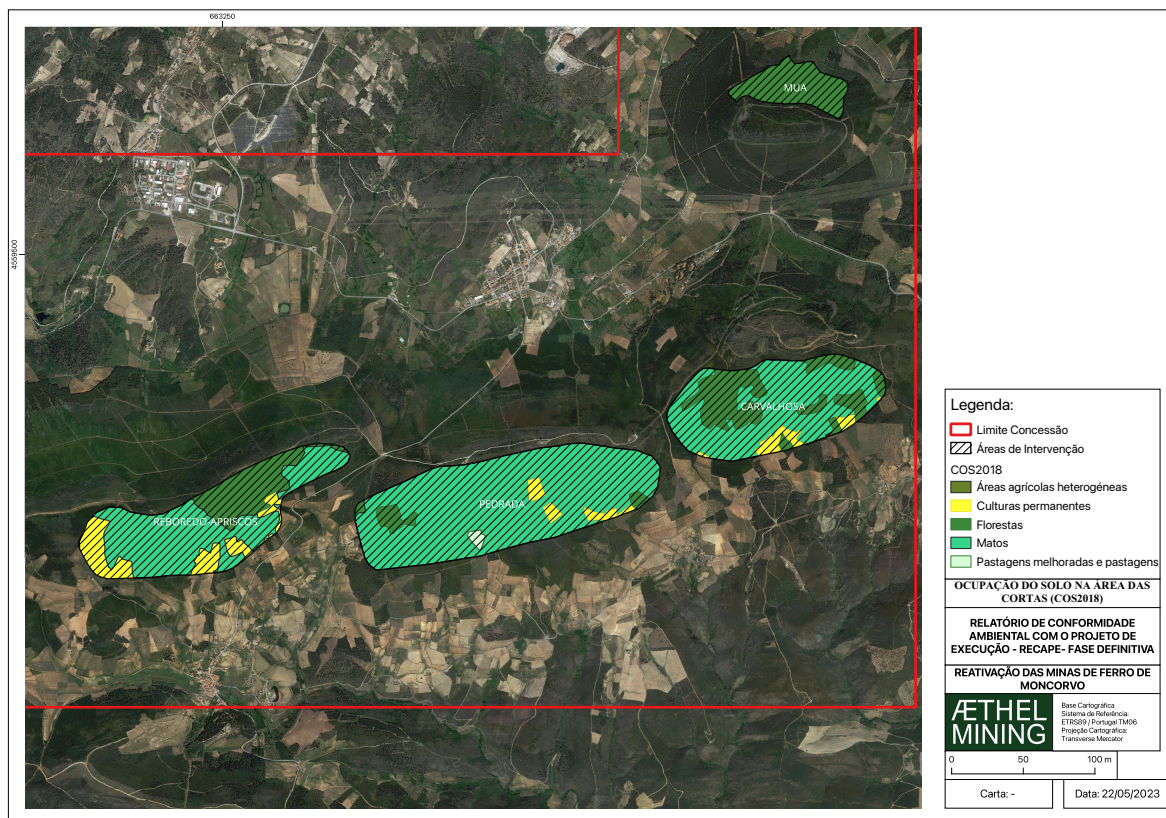 663250
4559500
MUA
CARVALHOSA
PEDRADA
REBOREDO-APRISCOS
Legenda:
Limite Concessão
Áreas de Intervenção
COS2018
Áreas agrícolas heterogéneas
Culturas permanentes
Florestas
Matos
Pastagens melhoradas e pastagens
OCUPAÇÃO DO SOLO NA ÁREA DAS
CORTAS (COS2018)
RELATÓRIO DE CONFORMIDADE
AMBIENTAL COM O PROJETO DE
EXECUÇÃO - RECAPE- FASE DEFINITIVA
REATIVAÇÃO DAS MINAS DE FERRO DE
MONCORVO
ÆTHEL
MINING
Base Cartográfica
Sistema de Referência:
ETRS89 / Portugal TM06
Projeção Cartográfica:
Transverse Mercator
0 50 100 m
Carta: -
Data: 22/05/2023